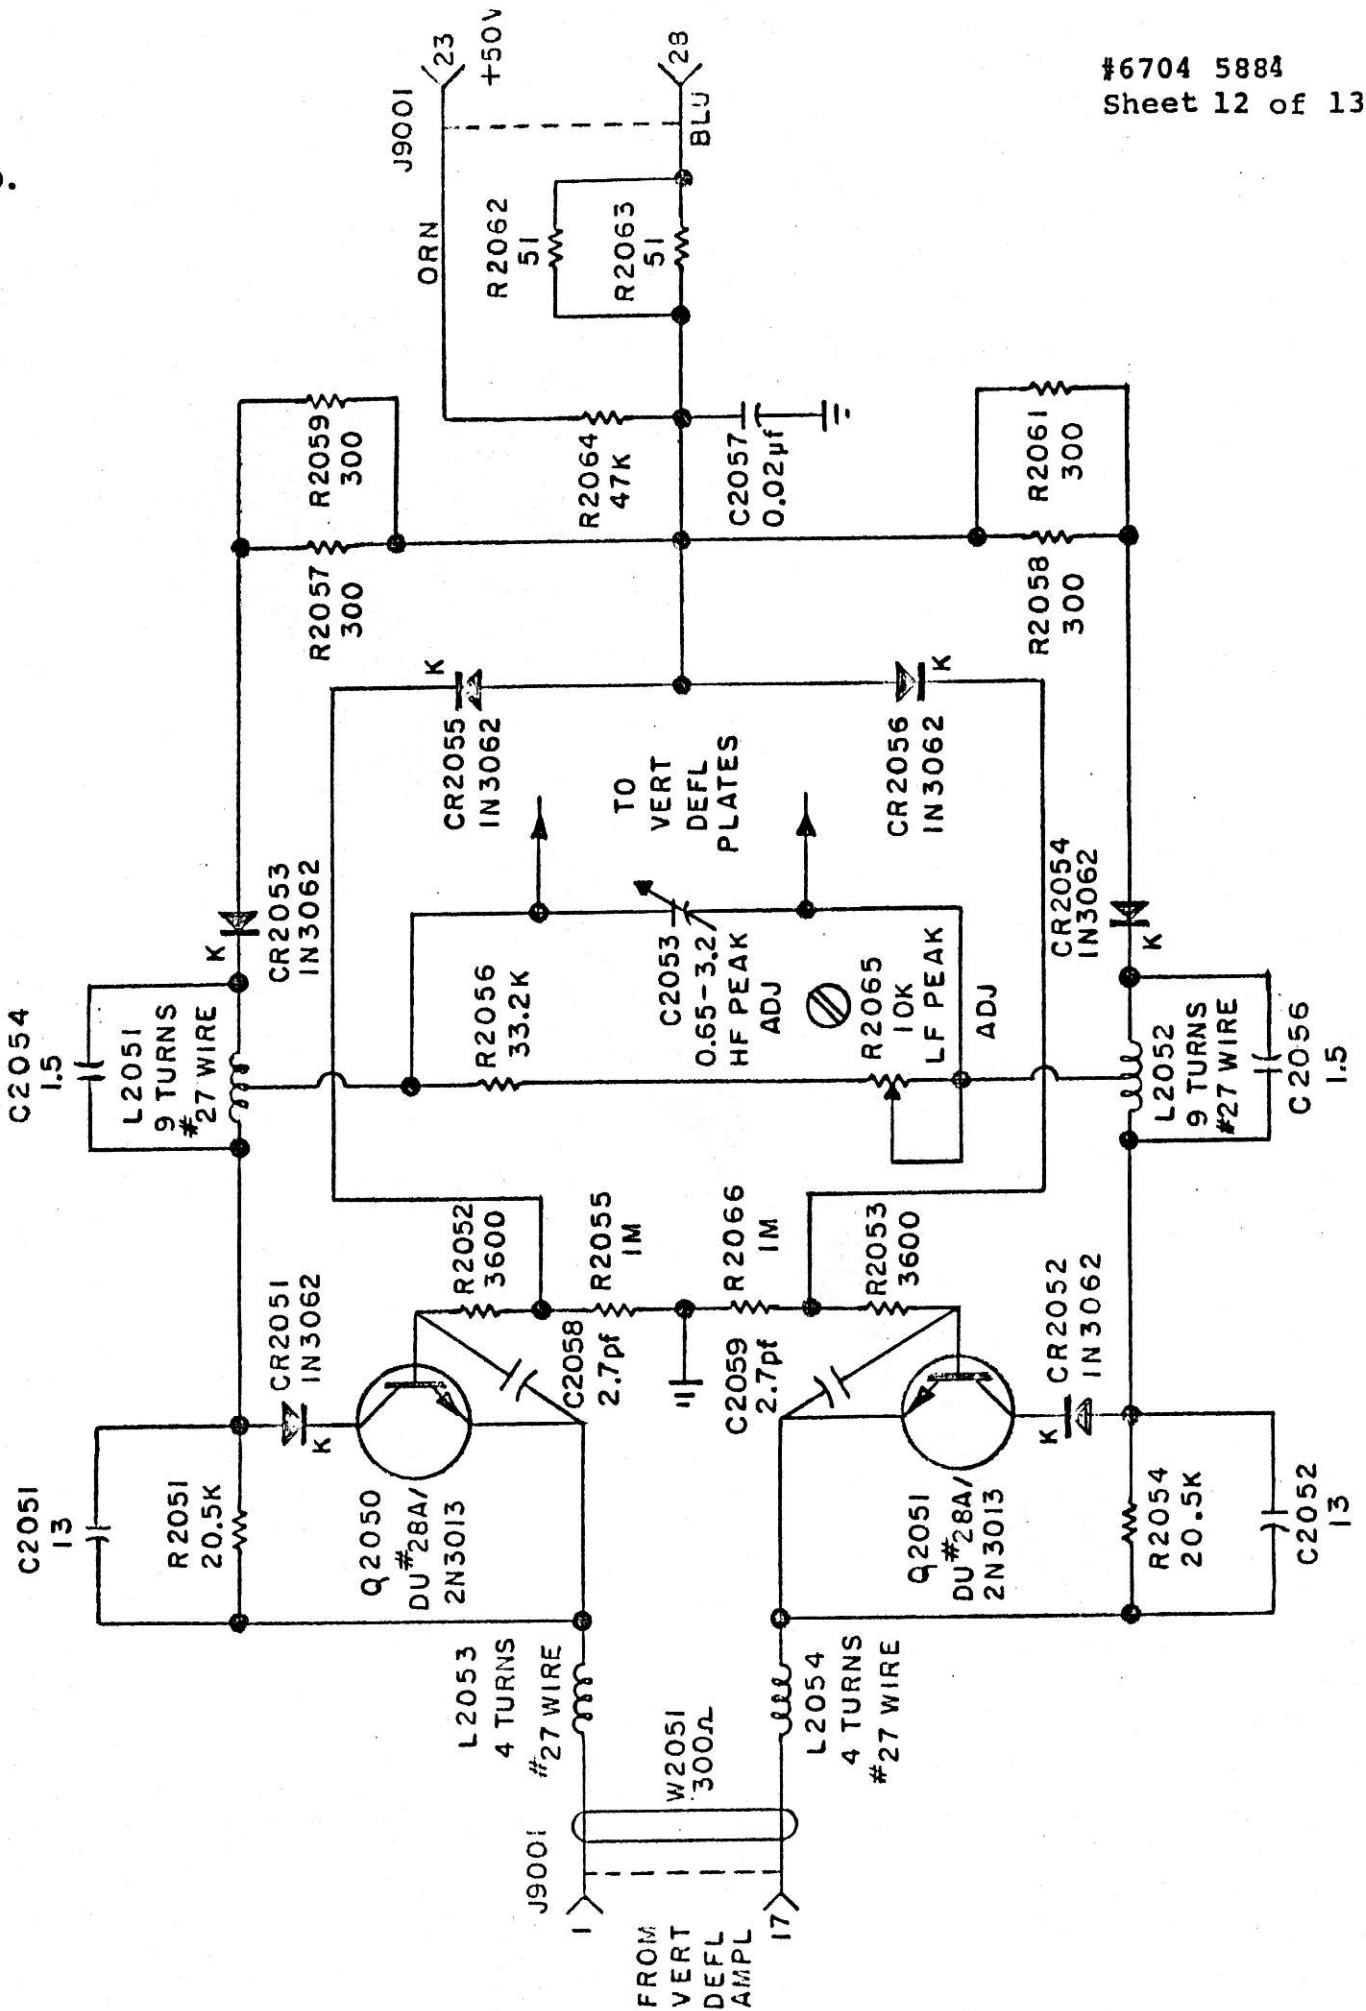 #6704 5884
Sheet 12 of 13
C2054
1.5
L2051
9 TURNS
#27 WIRE
C2051
13
R2051
20.5K
CR2051
1N3062
K
Q2050
DU#28A/
2N3013
R2052
3600
C2058
2.7pf
R2055
1M
R2066
1M
C2059
2.7pf
R2053
3600
Q2051
DU#28A/
2N3013
CR2052
1N3062
K
R2054
20.5K
C2052
13
L2053
4 TURNS
#27 WIRE
J9001
1
W2051
300Ω
17
FROM
VERT
DEFL
AMPL
L2054
4 TURNS
#27 WIRE
K
CR2053
1N3062
R2056
33.2K
C2053
0.65-3.2
HF PEAK
ADJ
R2065
10K
LF PEAK
ADJ
TO
VERT
DEFL
PLATES
CR2055
1N3062
K
CR2056
1N3062
K
CR2054
1N3062
K
L2052
9 TURNS
#27 WIRE
C2056
1.5
R2057
300
R2059
300
R2058
300
R2061
300
R2064
47K
C2057
0.02µf
R2062
51
R2063
51
ORN
J9001
23
+50V
BLU
28